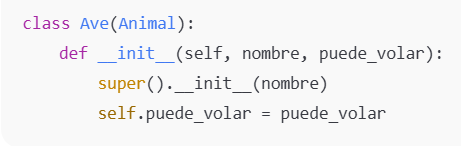 class Ave(Animal):
    def __init__(self, nombre, puede_volar):
        super().__init__(nombre)
        self.puede_volar = puede_volar